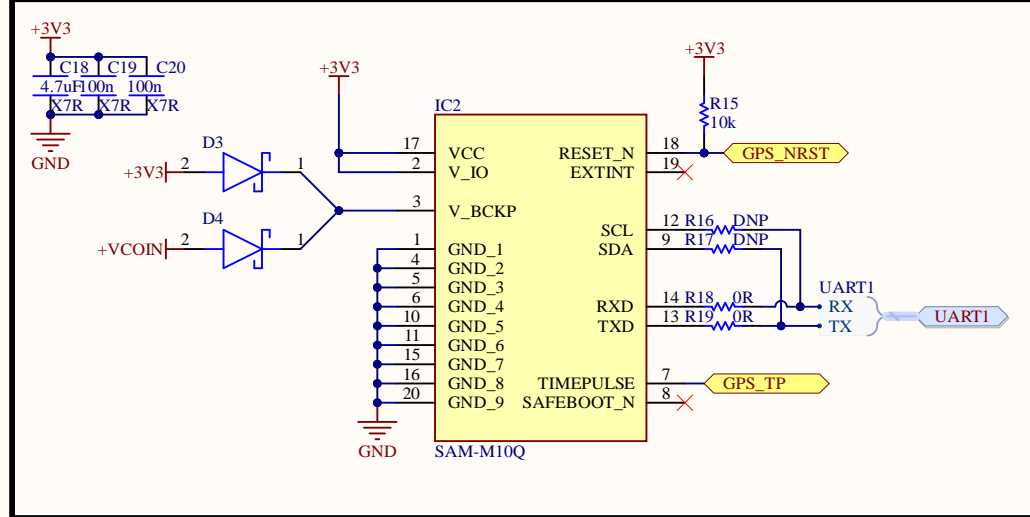 +3V3
C18 C19 C20
4.7uF 100n 100n
X7R X7R X7R
GND
D3
+3V3 2 1
D4
+VCOIN 2 1
+3V3
IC2
17 VCC
2 V_IO
3 V_BCKP
1 GND_1
4 GND_2
5 GND_3
6 GND_4
10 GND_5
11 GND_6
15 GND_7
16 GND_8
20 GND_9
GND
SAM-M10Q
+3V3
R15
10k
RESET_N 18 GPS_NRST
EXTINT 19
SCL 12 R16 DNP
SDA 9 R17 DNP
UART1
RXD 14 R18 0R RX
TXD 13 R19 0R TX
UART1
TIMEPULSE 7 GPS_TP
SAFEBOOT_N 8